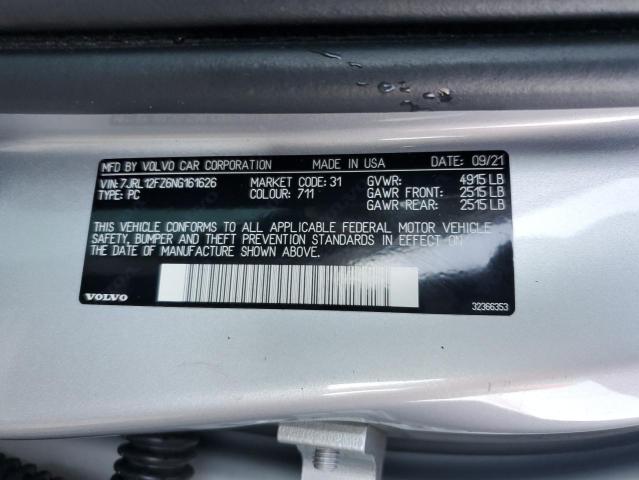 MFD BY VOLVO CAR CORPORATION MADE IN USA DATE: 09/21
VIN: 7JRL12FZ6NG161626 MARKET CODE: 31 GVWR: 4915 LB
TYPE: PC COLOUR: 711 GAWR FRONT: 2515 LB
GAWR REAR: 2515 LB
THIS VEHICLE CONFORMS TO ALL APPLICABLE FEDERAL MOTOR VEHICLE
SAFETY, BUMPER AND THEFT PREVENTION STANDARDS IN EFFECT ON
THE DATE OF MANUFACTURE SHOWN ABOVE.
VOLVO 32366353